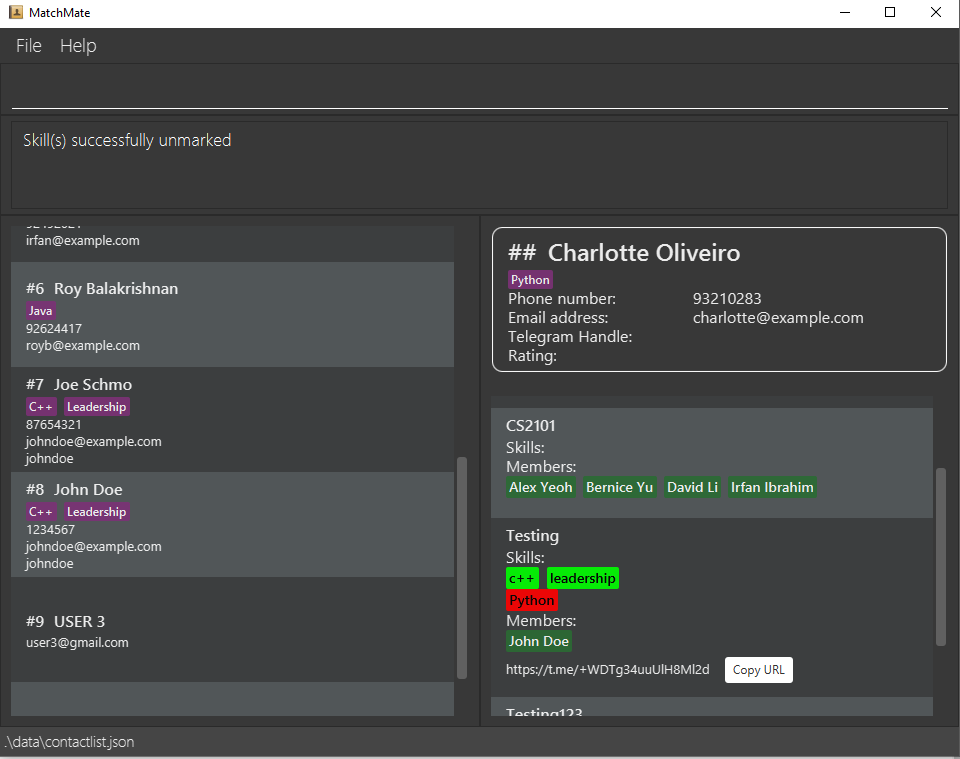 MatchMate
File Help
Skill(s) successfully unmarked
irfan@example.com
#6 Roy Balakrishnan
Java
92624417
royb@example.com
#7 Joe Schmo
C++ Leadership
87654321
johndoe@example.com
johndoe
#8 John Doe
C++ Leadership
1234567
johndoe@example.com
johndoe
#9 USER 3
user3@gmail.com
## Charlotte Oliveiro
Python
Phone number: 93210283
Email address: charlotte@example.com
Telegram Handle:
Rating:
CS2101
Skills:
Members:
Alex Yeoh Bernice Yu David Li Irfan Ibrahim
Testing
Skills:
c++ leadership
Python
Members:
John Doe
https://t.me/+WDTg34uuUlH8Ml2d Copy URL
Testing123
.\data\contactlist.json